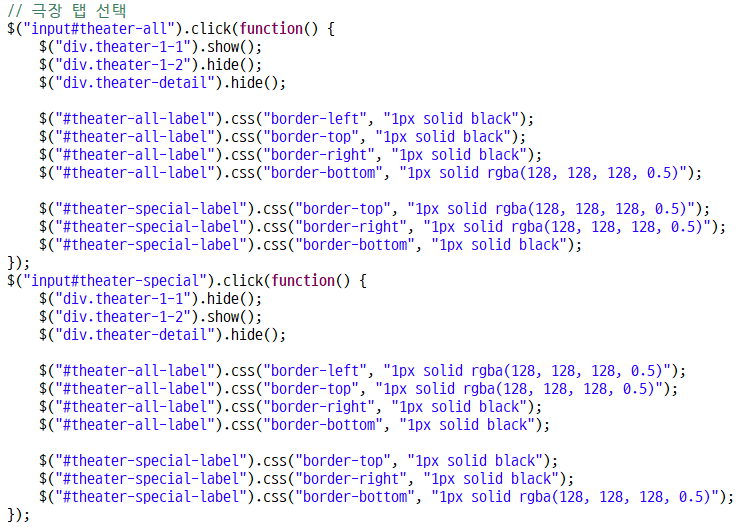 // 극장 탭 선택
$("input#theater-all").click(function() {
    $("div.theater-1-1").show();
    $("div.theater-1-2").hide();
    $("div.theater-detail").hide();

    $("#theater-all-label").css("border-left", "1px solid black");
    $("#theater-all-label").css("border-top", "1px solid black");
    $("#theater-all-label").css("border-right", "1px solid black");
    $("#theater-all-label").css("border-bottom", "1px solid rgba(128, 128, 128, 0.5)");

    $("#theater-special-label").css("border-top", "1px solid rgba(128, 128, 128, 0.5)");
    $("#theater-special-label").css("border-right", "1px solid rgba(128, 128, 128, 0.5)");
    $("#theater-special-label").css("border-bottom", "1px solid black");
});
$("input#theater-special").click(function() {
    $("div.theater-1-1").hide();
    $("div.theater-1-2").show();
    $("div.theater-detail").hide();

    $("#theater-all-label").css("border-left", "1px solid rgba(128, 128, 128, 0.5)");
    $("#theater-all-label").css("border-top", "1px solid rgba(128, 128, 128, 0.5)");
    $("#theater-all-label").css("border-right", "1px solid black");
    $("#theater-all-label").css("border-bottom", "1px solid black");

    $("#theater-special-label").css("border-top", "1px solid black");
    $("#theater-special-label").css("border-right", "1px solid black");
    $("#theater-special-label").css("border-bottom", "1px solid rgba(128, 128, 128, 0.5)");
});